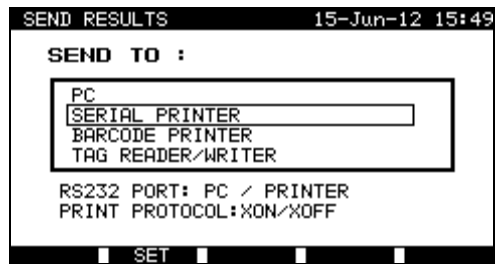 SEND RESULTS 15-Jun-12 15:49
SEND TO :
PC
SERIAL PRINTER
BARCODE PRINTER
TAG READER/WRITER
RS232 PORT: PC / PRINTER
PRINT PROTOCOL:XON/XOFF
SET